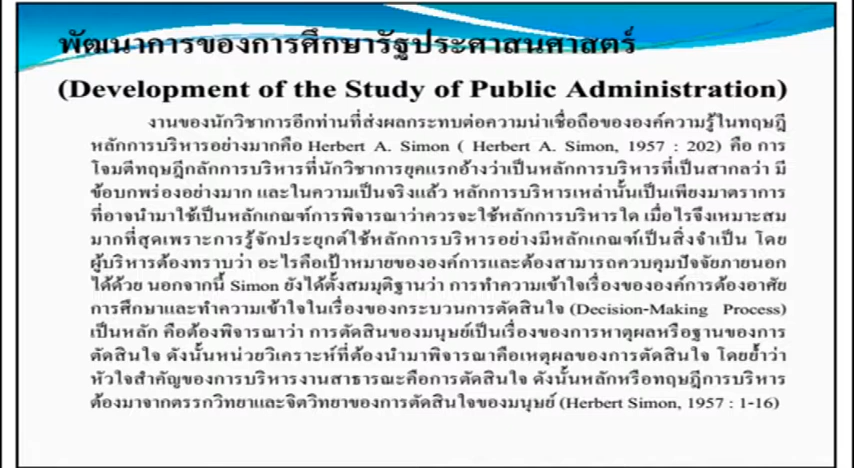 พัฒนาการของการศึกษารัฐประศาสนศาสตร์
(Development of the Study of Public Administration)
งานของนักวิชาการอีกท่านที่ส่งผลกระทบต่อความน่าเชื่อถือขององค์ความรู้ในทฤษฎี
หลักการบริหารอย่างมากคือ Herbert A. Simon ( Herbert A. Simon, 1957 : 202) คือ การ
โจมตีทฤษฎีกลักการบริหารที่นักวิชาการยุคแรกอ้างว่าเป็นหลักการบริหารที่เป็นสากลว่า มี
ข้อบกพร่องอย่างมาก และในความเป็นจริงแล้ว หลักการบริหารเหล่านั้นเป็นเพียงมาตราการ
ที่อาจนำมาใช้เป็นหลักเกณฑ์การพิจารณาว่าควรจะใช้หลักการบริหารใด เมื่อไรจึงเหมาะสม
มากที่สุดเพราะการรู้จักประยุกต์ใช้หลักการบริหารอย่างมีหลักเกณฑ์เป็นสิ่งจำเป็น โดย
ผู้บริหารต้องทราบว่า อะไรคือเป้าหมายขององค์การและต้องสามารถควบคุมปัจจัยภายนอก
ได้ด้วย นอกจากนี้ Simon ยังได้ตั้งสมมุติฐานว่า การทำความเข้าใจเรื่องขององค์การต้องอาศัย
การศึกษาและทำความเข้าใจในเรื่องของกระบวนการตัดสินใจ (Decision-Making Process)
เป็นหลัก คือต้องพิจารณาว่า การตัดสินของมนุษย์เป็นเรื่องของการหาตุผลหรือฐานของการ
ตัดสินใจ ดังนั้นหน่วยวิเคราะห์ที่ต้องนำมาพิจารณาคือเหตุผลของการตัดสินใจ โดยย้ำว่า
หัวใจสำคัญของการบริหารงานสาธารณะคือการตัดสินใจ ดังนั้นหลักหรือทฤษฎีการบริหาร
ต้องมาจากตรรกวิทยาและจิตวิทยาของการตัดสินใจของมนุษย์ (Herbert Simon, 1957 : 1-16)